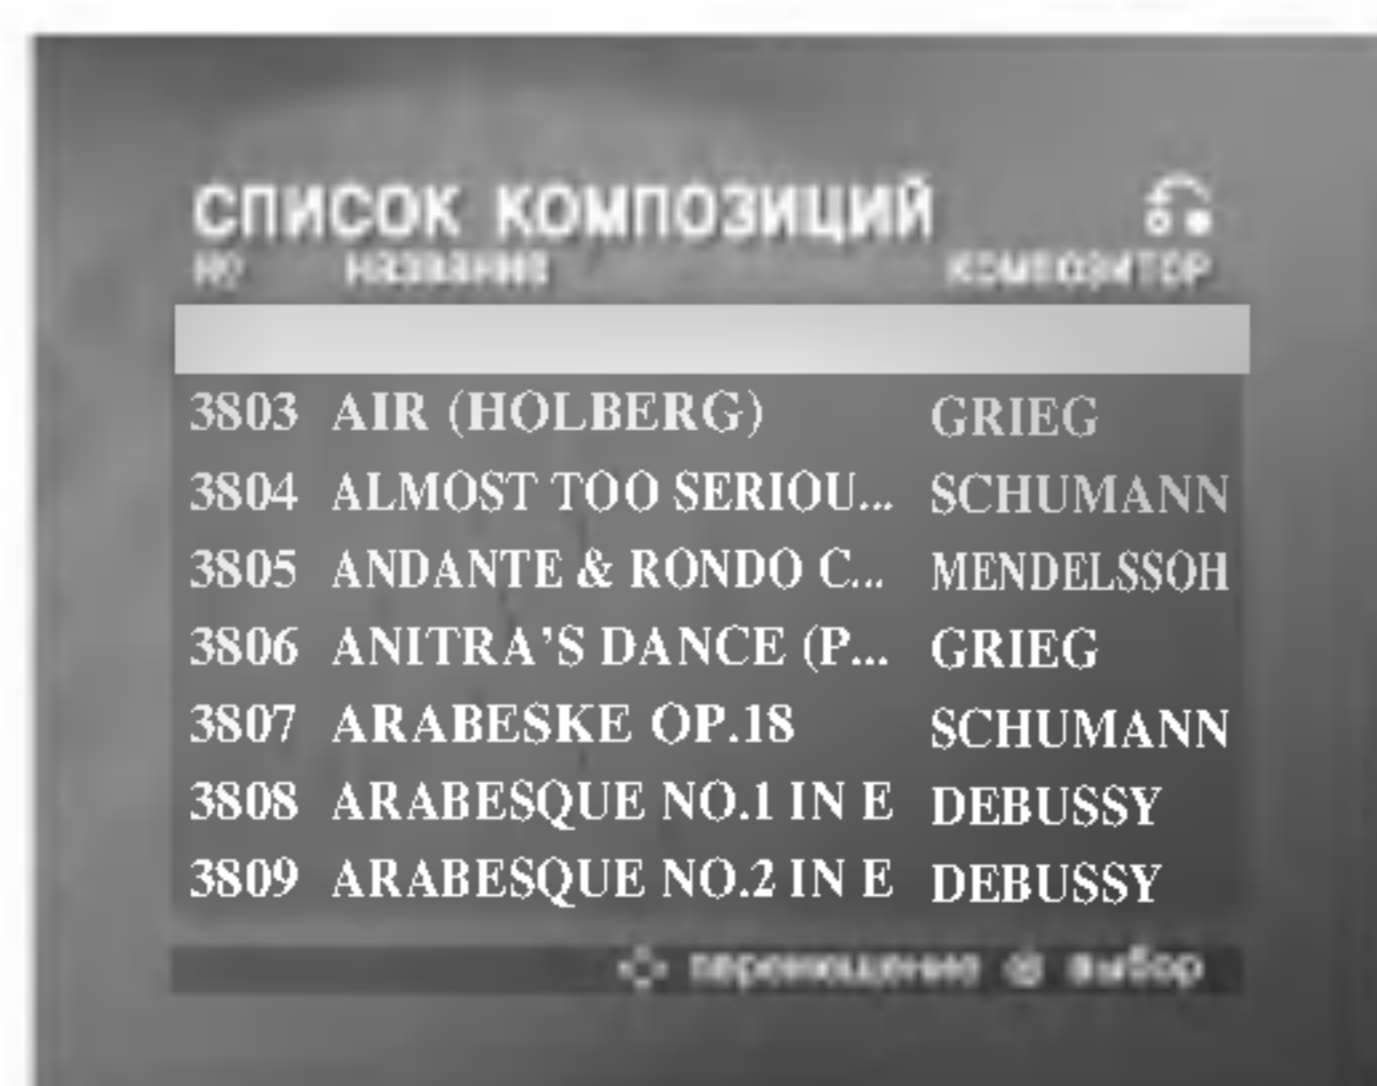 СПИСОК КОМПОЗИЦИЙ
№ название композитор
3803 AIR (HOLBERG) GRIEG
3804 ALMOST TOO SERIOU... SCHUMANN
3805 ANDANTE & RONDO C... MENDELSSOH
3806 ANITRA’S DANCE (P... GRIEG
3807 ARABESKE OP.18 SCHUMANN
3808 ARABESQUE NO.1 IN E DEBUSSY
3809 ARABESQUE NO.2 IN E DEBUSSY
перемещение выбор